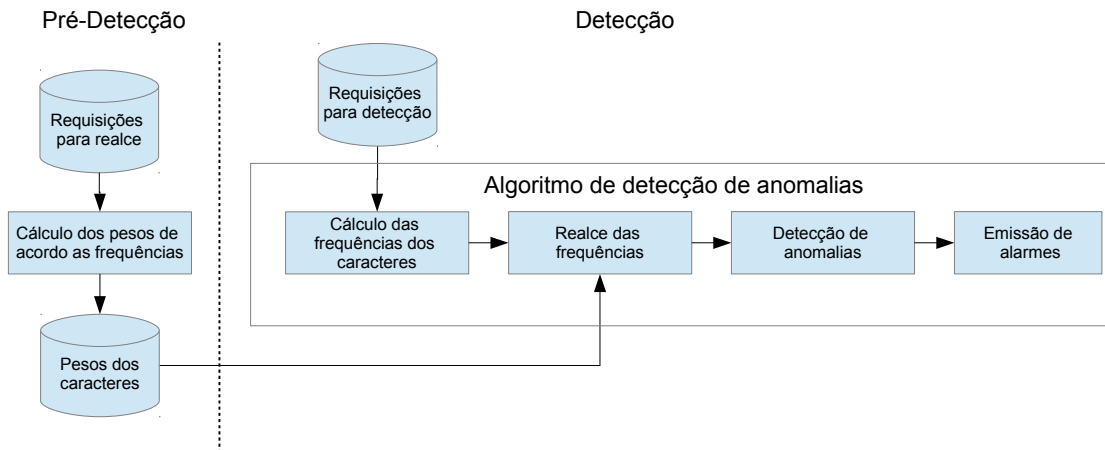 Pré-Detecção
Detecção
Requisições
para realce
Requisições
para detecção
Algoritmo de detecção de anomalias
Cálculo dos pesos de
acordo as frequências
Cálculo das
frequências dos
caracteres
Realce das
frequências
Detecção de
anomalias
Emissão de
alarmes
Pesos dos
caracteres